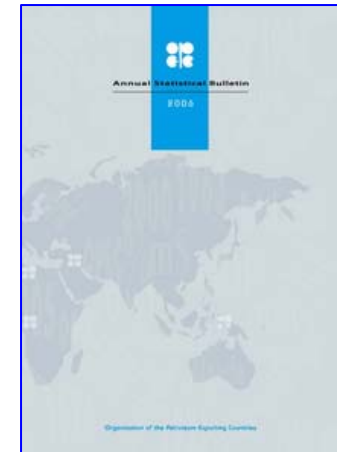 Annual Statistical Bulletin
2006
Organization of the Petroleum Exporting Countries